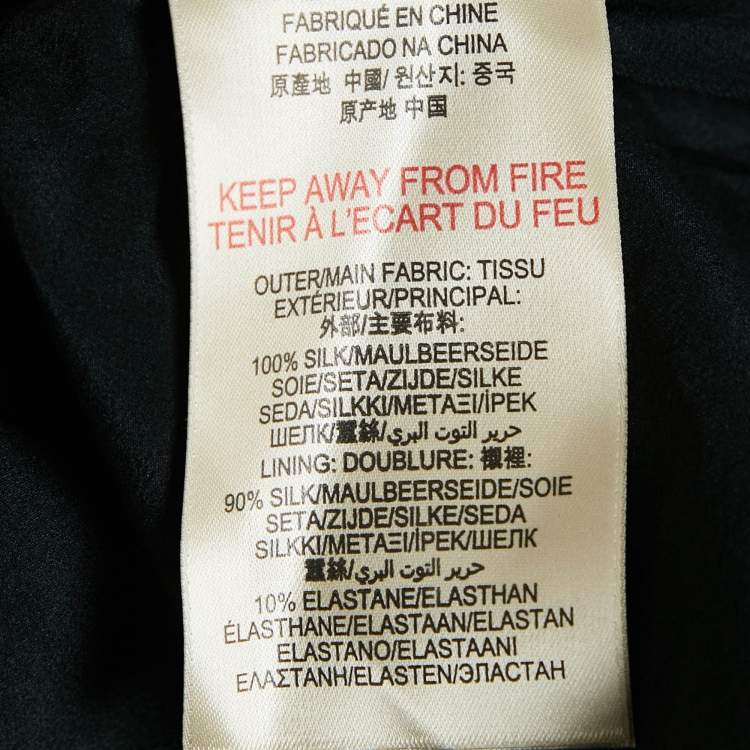 FABRIQUÉ EN CHINE
FABRICADO NA CHINA
原產地 中國/ 원산지: 중국
原产地 中国
KEEP AWAY FROM FIRE
TENIR À L'ECART DU FEU
OUTER/MAIN FABRIC: TISSU
EXTÉRIEUR/PRINCIPAL:
外部/主要布料:
100% SILK/MAULBEERSEIDE
SOIE/SETA/ZIJDE/SILKE
SEDA/SILKKI/ΜΕΤΑΞΙ/İPEK
ШЕЛК/蠶絲/حرير التوت البري
LINING: DOUBLURE: 襯裡:
90% SILK/MAULBEERSEIDE/SOIE
SETA/ZIJDE/SILKE/SEDA
SILKKI/ΜΕΤΑΞΙ/İPEK/ШЕЛК
蠶絲/حرير التوت البري
10% ELASTANE/ELASTHAN
ÉLASTHANE/ELASTAAN/ELASTAN
ELASTANO/ELASTAANI
ΕΛΑΣΤΑΝΗ/ELASTEN/ЭЛАСТАН